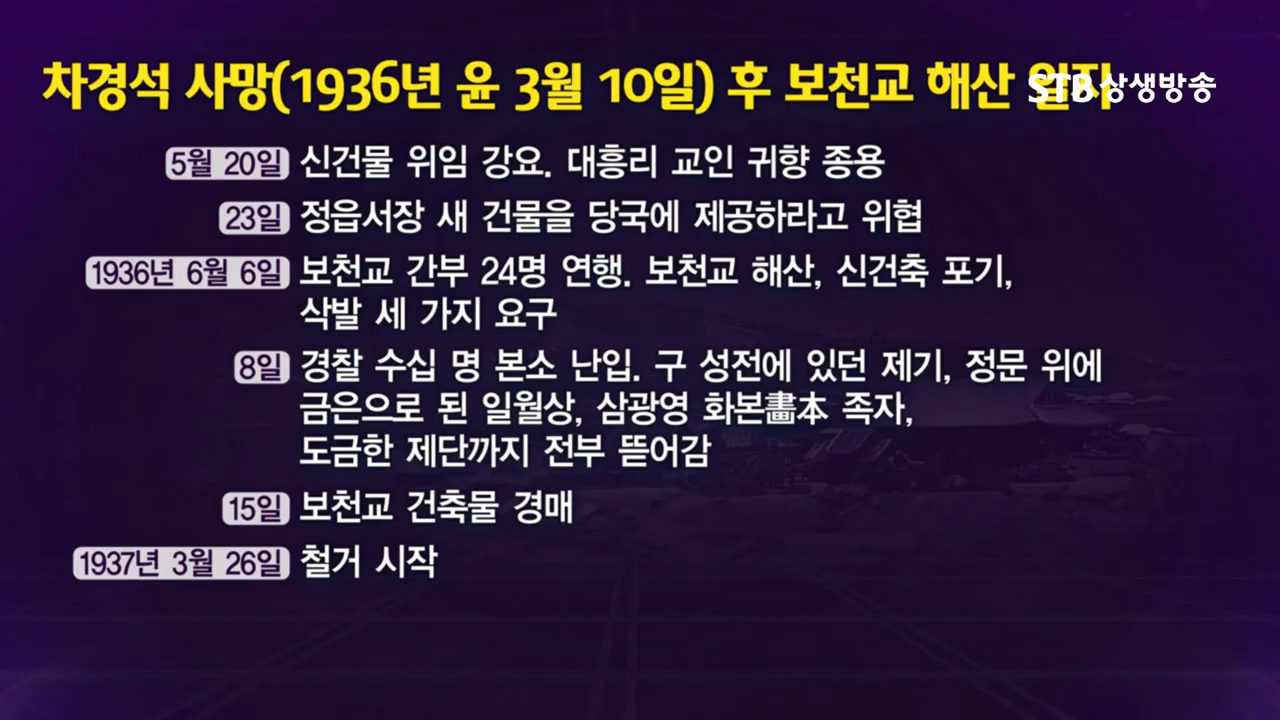 차경석 사망(1936년 윤 3월 10일) 후 보천교 해산 일자
STB상생방송
5월 20일 신건물 위임 강요. 대흥리 교인 귀향 종용
23일 정읍서장 새 건물을 당국에 제공하라고 위협
1936년 6월 6일 보천교 간부 24명 연행. 보천교 해산, 신건축 포기,
삭발 세 가지 요구
8일 경찰 수십 명 본소 난입. 구 성전에 있던 제기, 정문 위에
금은으로 된 일월상, 삼광영 화본畵本 족자,
도금한 제단까지 전부 뜯어감
15일 보천교 건축물 경매
1937년 3월 26일 철거 시작